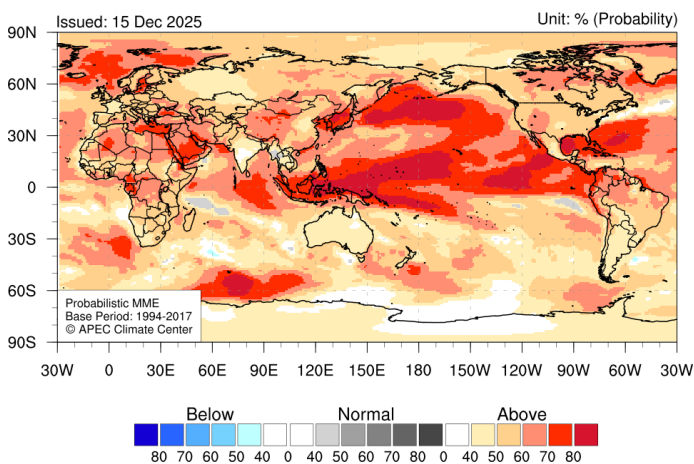 Issued: 15 Dec 2025
Unit: % (Probability)
90N
60N
30N
0
30S
60S
90S
Probabilistic MME
Base Period: 1994-2017
© APEC Climate Center
30W 0 30E 60E 90E 120E 150E 180 150W 120W 90W 60W 30W
Below Normal Above
80 70 60 50 40 0 40 50 60 70 80 0 40 50 60 70 80